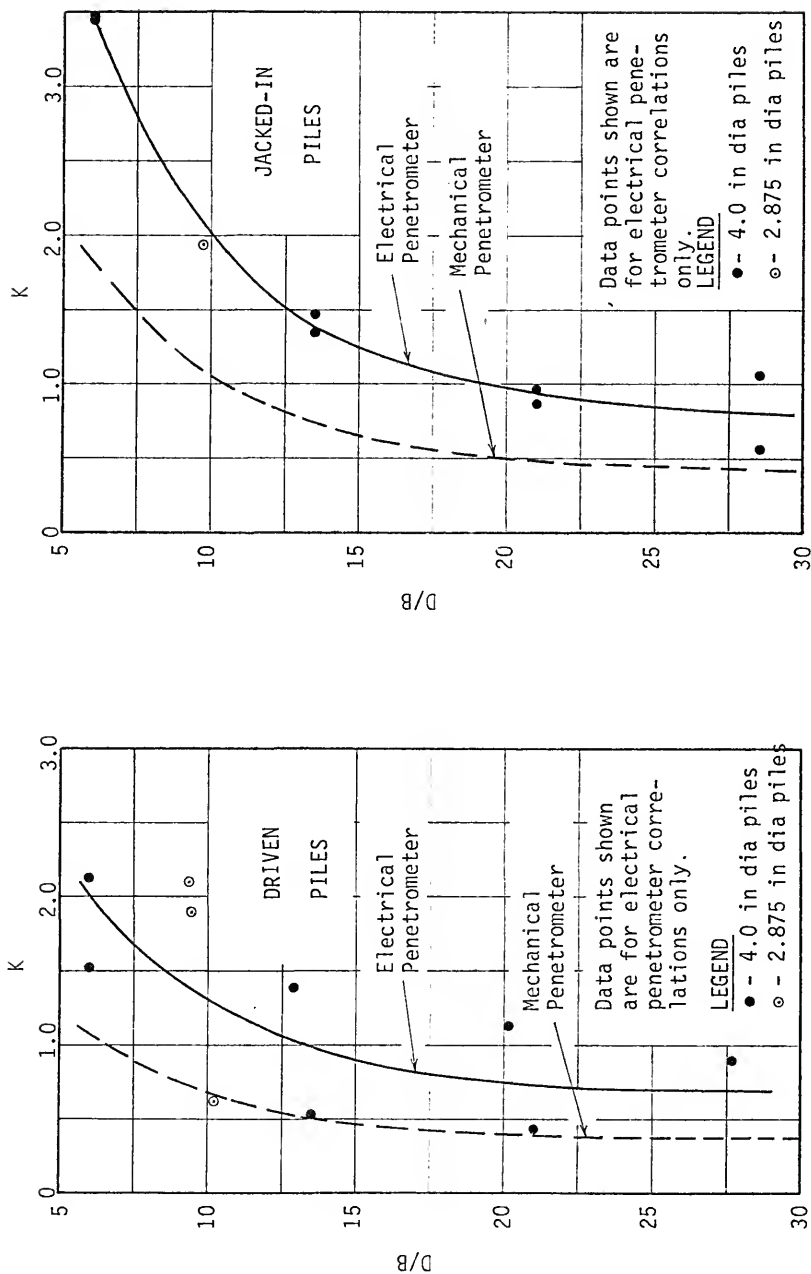 K
0
1.0
2.0
3.0
5
10
15
20
25
30
D/B
DRIVEN
PILES
Electrical
Penetrometer
Mechanical
Penetrometer
Data points shown
are for electrical
penetrometer corre-
lations only.
LEGEND
● - 4.0 in dia piles
⊙ - 2.875 in dia piles
K
0
1.0
2.0
3.0
5
10
15
20
25
30
D/B
JACKED-IN
PILES
Electrical
Penetrometer
Mechanical
Penetrometer
Data points shown are
for electrical pene-
trometer correlations
only.
LEGEND
● - 4.0 in dia piles
⊙ - 2.875 in dia piles